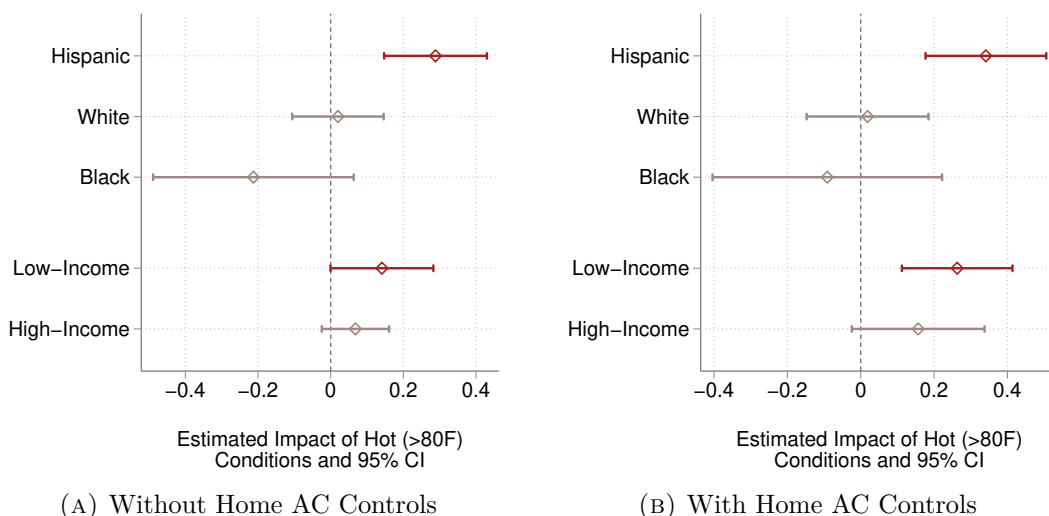 Hispanic
White
Black
Low−Income
High−Income
−0.4
−0.2
0
0.2
0.4
Estimated Impact of Hot (>80F)
Conditions and 95% CI
(A) Without Home AC Controls
Hispanic
White
Black
Low−Income
High−Income
−0.4
−0.2
0
0.2
0.4
Estimated Impact of Hot (>80F)
Conditions and 95% CI
(B) With Home AC Controls